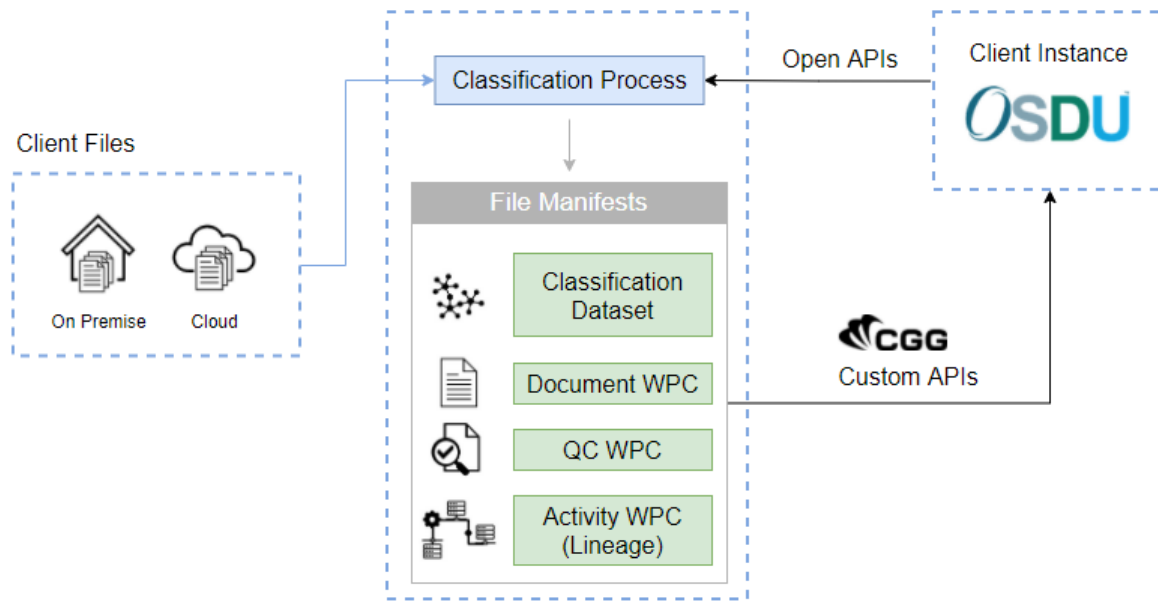 Client Files
On Premise
Cloud
Classification Process
File Manifests
Classification
Dataset
Document WPC
QC WPC
Activity WPC
(Lineage)
Open APIs
Client Instance
OSDU
CGG
Custom APIs